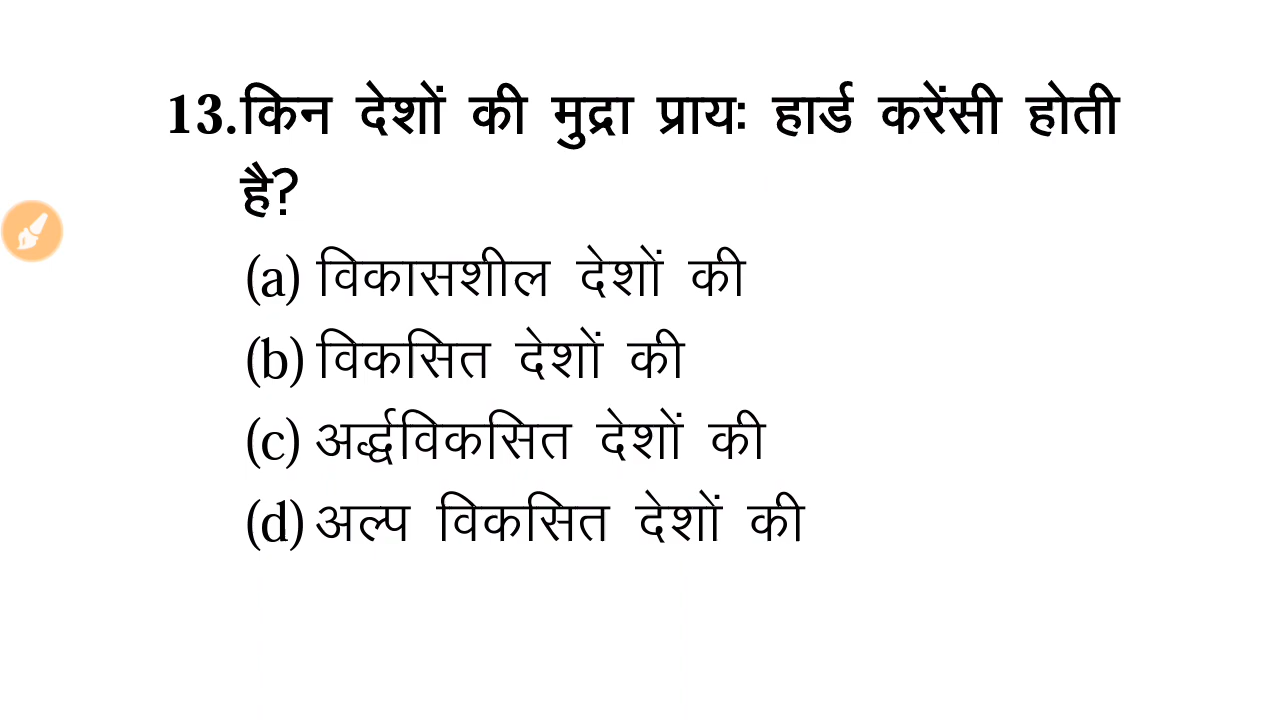 13.किन देशों की मुद्रा प्रायः हार्ड करेंसी होती
है?
(a) विकासशील देशों की
(b) विकसित देशों की
(c) अर्द्धविकसित देशों की
(d) अल्प विकसित देशों की